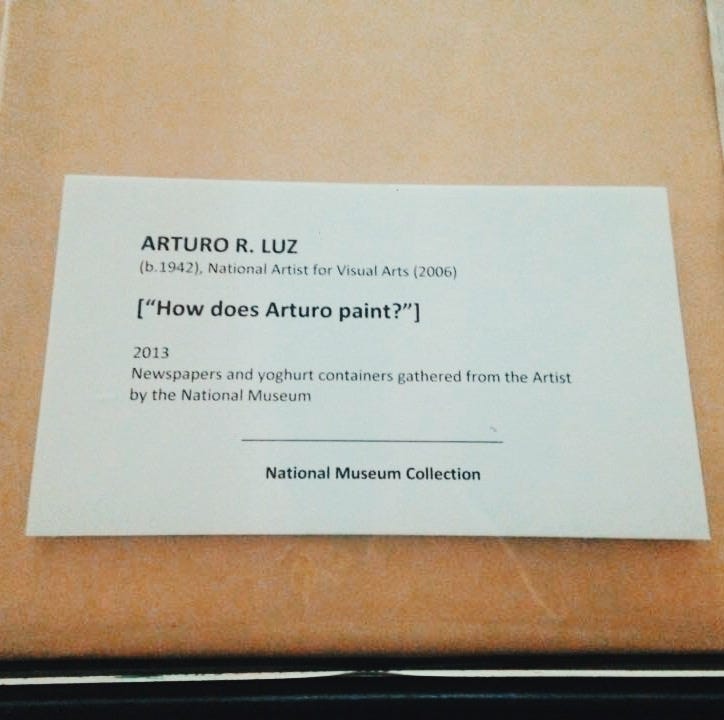 ARTURO R. LUZ
(b.1942), National Artist for Visual Arts (2006)
[“How does Arturo paint?”]
2013
Newspapers and yoghurt containers gathered from the Artist
by the National Museum
National Museum Collection